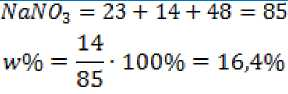 NaNO₃ = 23 + 14 + 48 = 85
w% = 14/85 · 100% = 16,4%